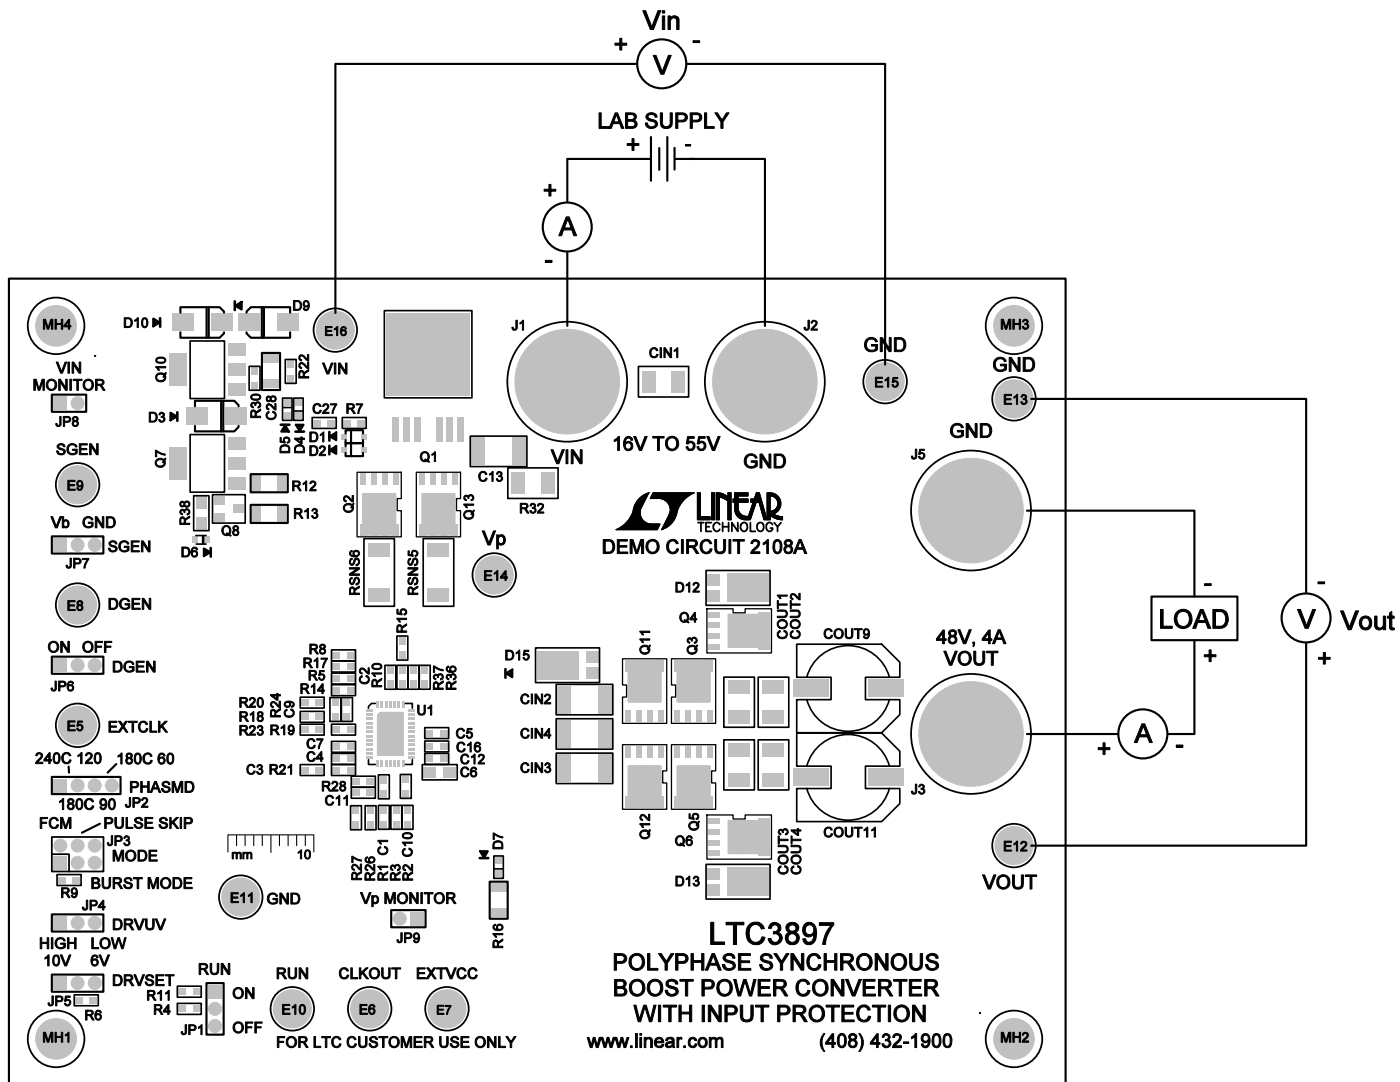 Vin
+ V -
LAB SUPPLY
+ -
+
A
-
MH4
D10
D9
E16
VIN
J1
J2
MH3
GND
GND
E15
E13
CIN1
VIN
MONITOR
JP8
Q10
R30
C28
R22
D3
D5
D4
C27
R7
D1
D2
Q1
16V TO 55V
VIN
GND
GND
J5
SGEN
E9
Q7
R12
R13
R38
Q8
D6
Q2
Q13
C13
R32
LINEAR
TECHNOLOGY
DEMO CIRCUIT 2108A
Vb GND
SGEN
JP7
RSNS6
RSNS5
Vp
E14
E8
DGEN
ON OFF
DGEN
JP6
R15
D12
Q4
COUT1
COUT2
-
LOAD
+
-
V
+
Vout
R8
R17
R5
R14
C2
R10
R37
R36
D15
Q11
Q3
COUT9
48V, 4A
VOUT
E5
EXTCLK
R20
R18
R23
R24
C9
R19
U1
CIN2
CIN4
CIN3
C5
C16
C12
C6
C7
C4
C3
R21
+
A
-
240C 120
180C 60
PHASMD
180C 90
JP2
R28
C11
J3
FCM
PULSE SKIP
JP3
MODE
R9
BURST MODE
mm 10
R27
R26
R1
C1
R3
R2
C10
D7
Q12
Q5
Q6
COUT3
COUT4
COUT11
D13
E12
VOUT
E11
GND
Vp MONITOR
JP9
R16
JP4
DRVUV
HIGH LOW
10V 6V
DRVSET
JP5
R6
RUN
R11
R4
ON
JP1
OFF
RUN
E10
CLKOUT
E6
EXTVCC
E7
FOR LTC CUSTOMER USE ONLY
LTC3897
POLYPHASE SYNCHRONOUS
BOOST POWER CONVERTER
WITH INPUT PROTECTION
www.linear.com (408) 432-1900
MH1
MH2